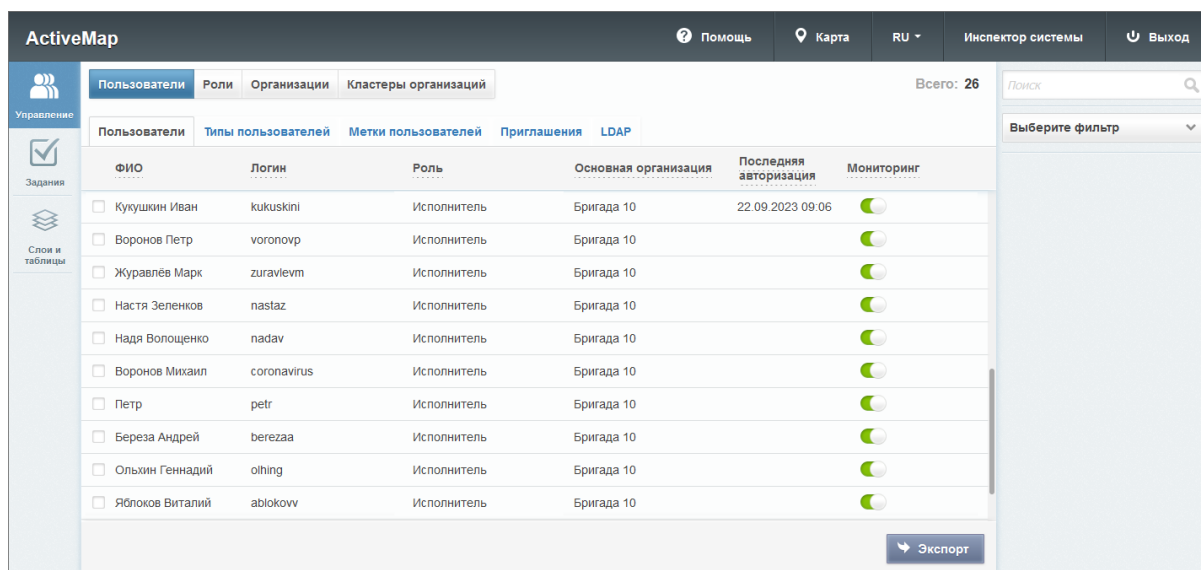 ActiveMap
Помощь Карта RU Инспектор системы Выход
Пользователи Роли Организации Кластеры организаций Всего: 26 Поиск
Управление
Пользователи Типы пользователей Метки пользователей Приглашения LDAP Выберите фильтр
Задания
ФИО Логин Роль Основная организация Последняя авторизация Мониторинг
Кукушкин Иван kukuskini Исполнитель Бригада 10 22.09.2023 09:06
Слои и таблицы
Воронов Петр voronovp Исполнитель Бригада 10
Журавлёв Марк zuravlevm Исполнитель Бригада 10
Настя Зеленков nastaz Исполнитель Бригада 10
Надя Волощенко nadav Исполнитель Бригада 10
Воронов Михаил coronavirus Исполнитель Бригада 10
Петр petr Исполнитель Бригада 10
Береза Андрей berezaa Исполнитель Бригада 10
Ольхин Геннадий olhing Исполнитель Бригада 10
Яблоков Виталий ablokovv Исполнитель Бригада 10
Экспорт